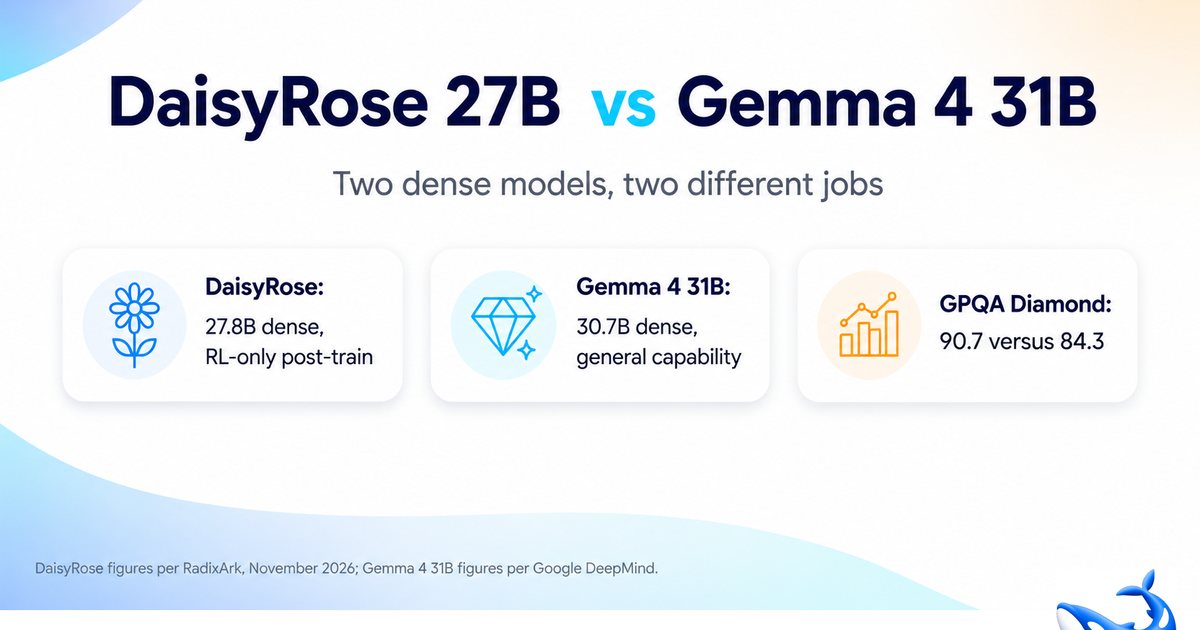 DaisyRose 27B vs Gemma 4 31B
Two dense models, two different jobs
DaisyRose:
27.8B dense,
RL-only post-train
Gemma 4 31B:
30.7B dense,
general capability
GPQA Diamond:
90.7 versus 84.3
DaisyRose figures per RadixArk, November 2026; Gemma 4 31B figures per Google DeepMind.